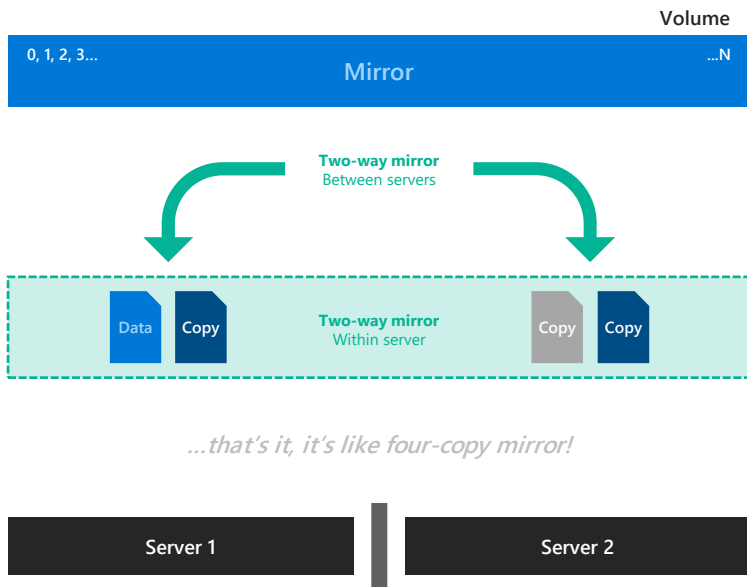 Volume
0, 1, 2, 3...
Mirror
...N
Two-way mirror
Between servers
Data
Copy
Two-way mirror
Within server
Copy
Copy
...that's it, it's like four-copy mirror!
Server 1
Server 2